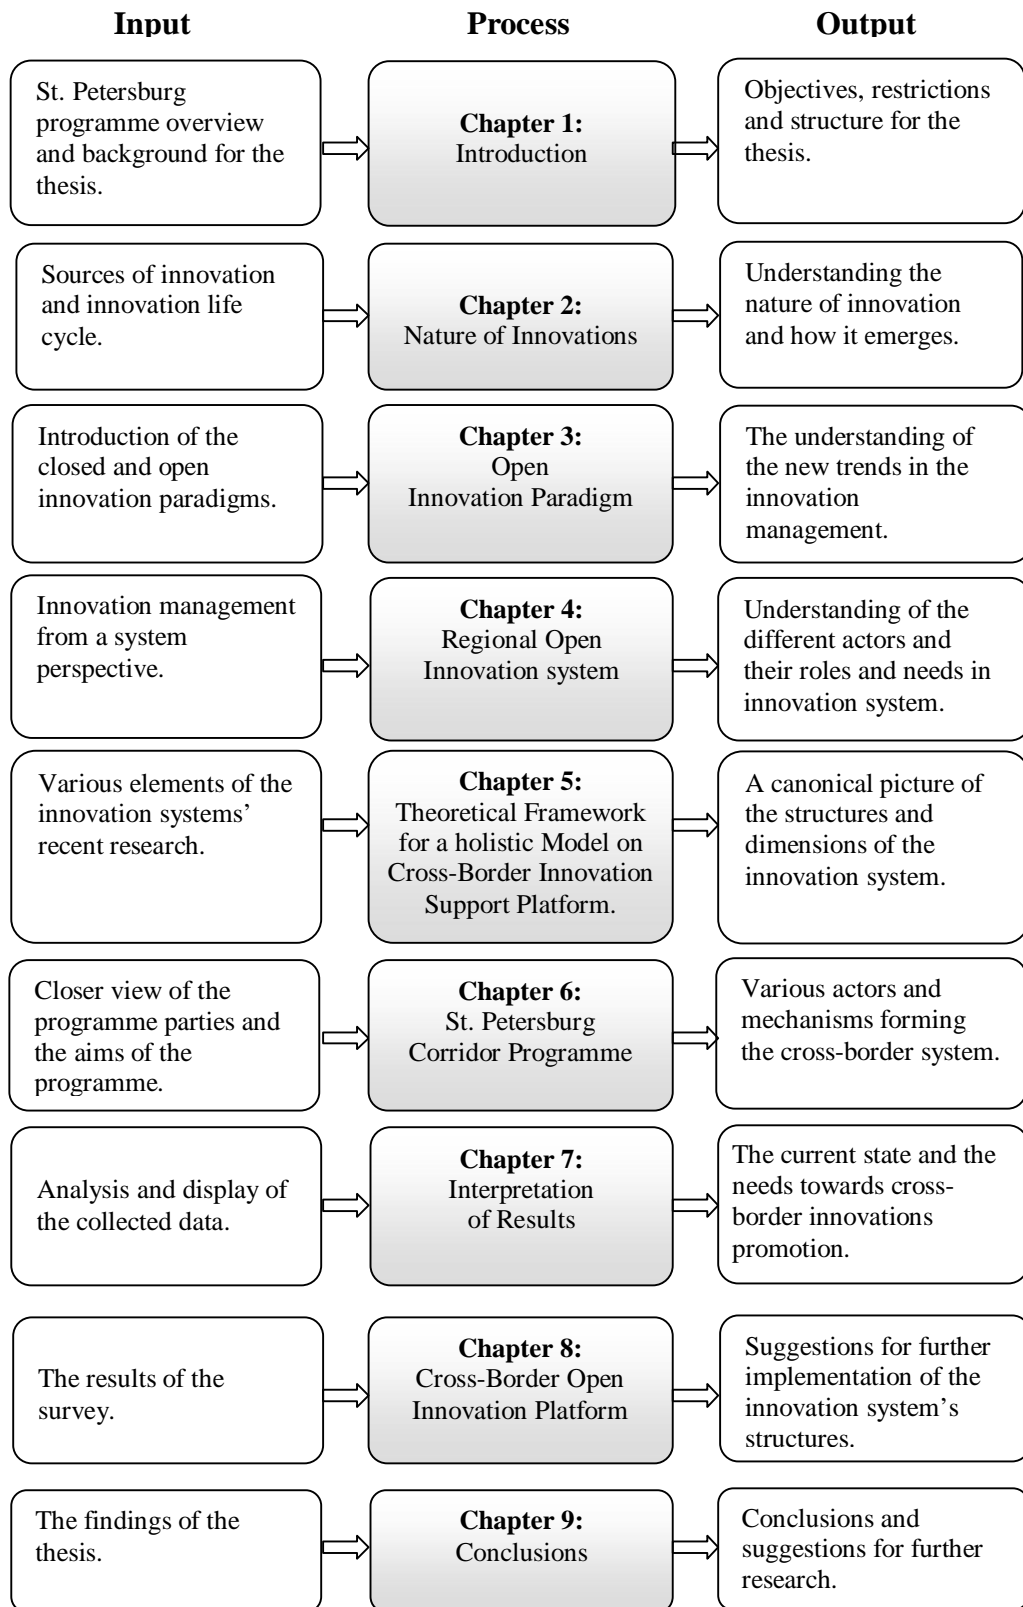 Input
Process
Output
St. Petersburg
programme overview
and background for the
thesis.
Chapter 1:
Introduction
Objectives, restrictions
and structure for the
thesis.
Sources of innovation
and innovation life
cycle.
Chapter 2:
Nature of Innovations
Understanding the
nature of innovation
and how it emerges.
Introduction of the
closed and open
innovation paradigms.
Chapter 3:
Open
Innovation Paradigm
The understanding of
the new trends in the
innovation
management.
Innovation management
from a system
perspective.
Chapter 4:
Regional Open
Innovation system
Understanding of the
different actors and
their roles and needs in
innovation system.
Various elements of the
innovation systems’
recent research.
Chapter 5:
Theoretical Framework
for a holistic Model on
Cross-Border Innovation
Support Platform.
A canonical picture of
the structures and
dimensions of the
innovation system.
Closer view of the
programme parties and
the aims of the
programme.
Chapter 6:
St. Petersburg
Corridor Programme
Various actors and
mechanisms forming
the cross-border system.
Analysis and display of
the collected data.
Chapter 7:
Interpretation
of Results
The current state and the
needs towards cross-
border innovations
promotion.
The results of the
survey.
Chapter 8:
Cross-Border Open
Innovation Platform
Suggestions for further
implementation of the
innovation system’s
structures.
The findings of the
thesis.
Chapter 9:
Conclusions
Conclusions and
suggestions for further
research.